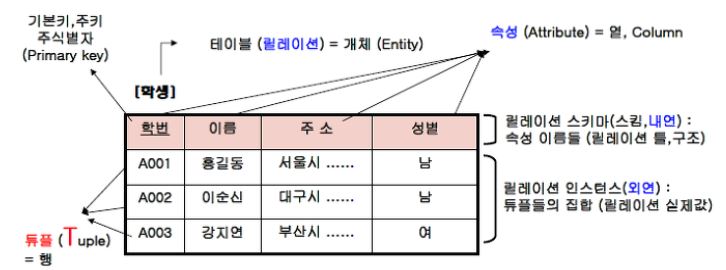 기본키,주키
주식별자
(Primary key)
테이블 (릴레이션) = 개체 (Entity)
속성 (Attribute) = 열, Column
[학생]
학번 이름 주 소 성별
A001 홍길동 서울시 ...... 남
A002 이순신 대구시 ...... 남
A003 강지연 부산시 ...... 여
릴레이션 스키마(스킴,내연) :
속성 이름들 (릴레이션 틀,구조)
릴레이션 인스턴스(외연) :
튜플들의 집합 (릴레이션 실제값)
튜플 (Tuple)
= 행